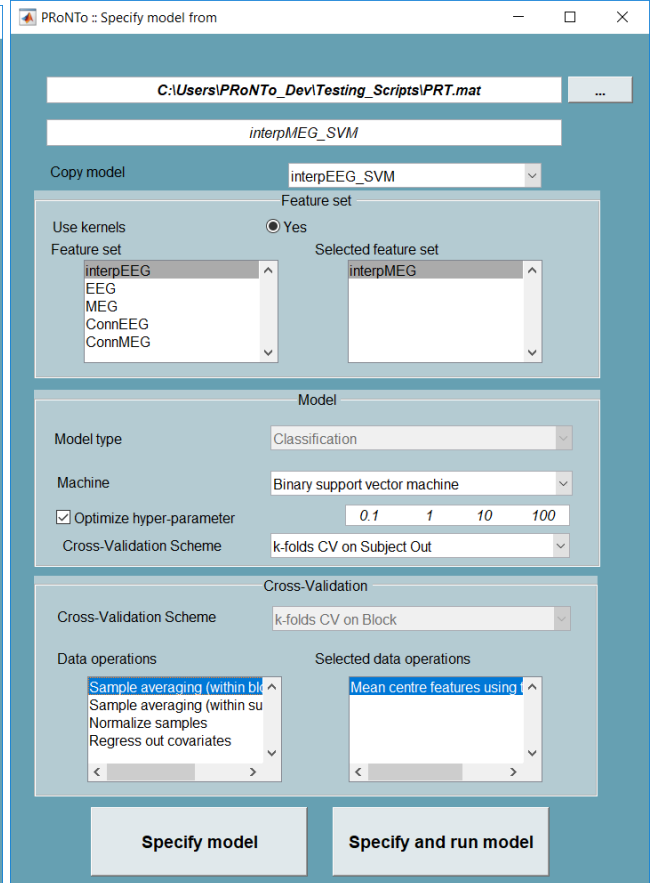 PRoNTo :: Specify model from
C:\Users\PRoNTo_Dev\Testing_Scripts\PRT.mat
...
interpMEG_SVM
Copy model
interpEEG_SVM
Feature set
Use kernels
Yes
Feature set
Selected feature set
interpEEG
EEG
MEG
ConnEEG
ConnMEG
interpMEG
Model
Model type
Classification
Machine
Binary support vector machine
Optimize hyper-parameter
0.1 1 10 100
Cross-Validation Scheme
k-folds CV on Subject Out
Cross-Validation
Cross-Validation Scheme
k-folds CV on Block
Data operations
Selected data operations
Sample averaging (within blo
Sample averaging (within su
Normalize samples
Regress out covariates
Mean centre features using
Specify model
Specify and run model